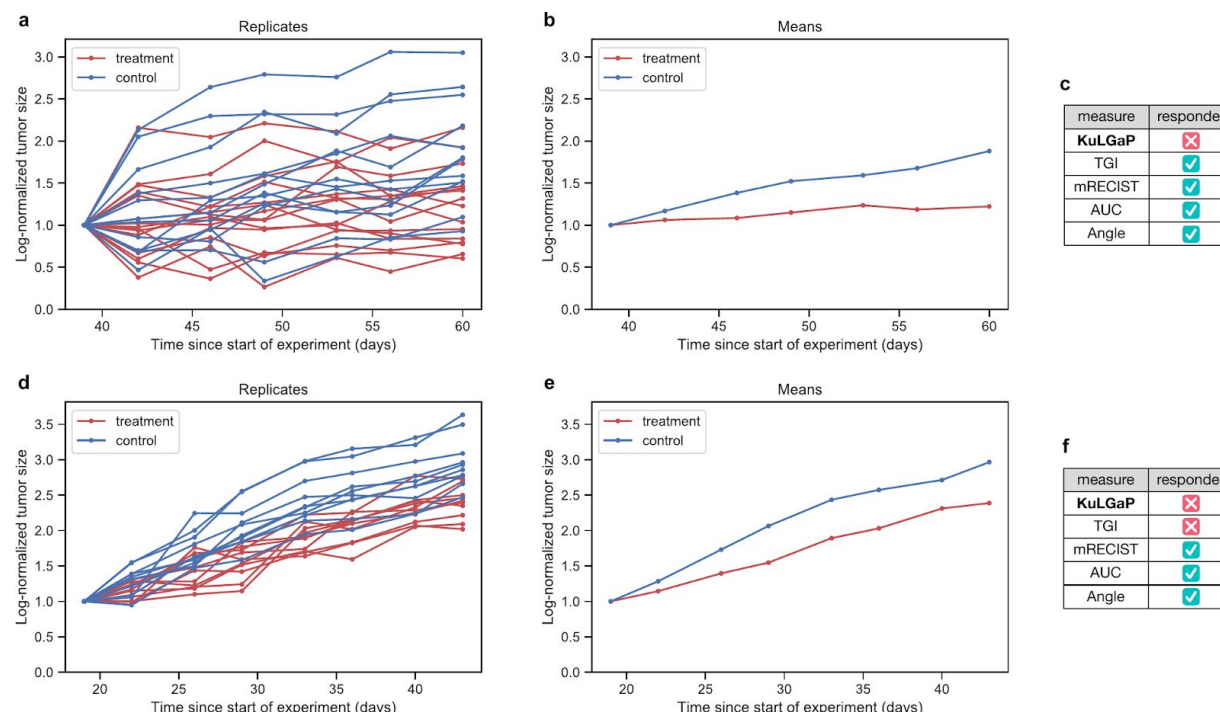 a
Replicates
3.0
2.5
2.0
1.5
1.0
0.5
0.0
Log-normalized tumor size
treatment
control
40
45
50
55
60
Time since start of experiment (days)
b
Means
3.0
2.5
2.0
1.5
1.0
0.5
0.0
Log-normalized tumor size
treatment
control
40
45
50
55
60
Time since start of experiment (days)
c
measure responde
KuLGaP
TGI
mRECIST
AUC
Angle
d
Replicates
3.5
3.0
2.5
2.0
1.5
1.0
0.5
0.0
Log-normalized tumor size
treatment
control
20
25
30
35
40
Time since start of experiment (days)
e
Means
3.5
3.0
2.5
2.0
1.5
1.0
0.5
0.0
Log-normalized tumor size
treatment
control
20
25
30
35
40
Time since start of experiment (days)
f
measure responde
KuLGaP
TGI
mRECIST
AUC
Angle